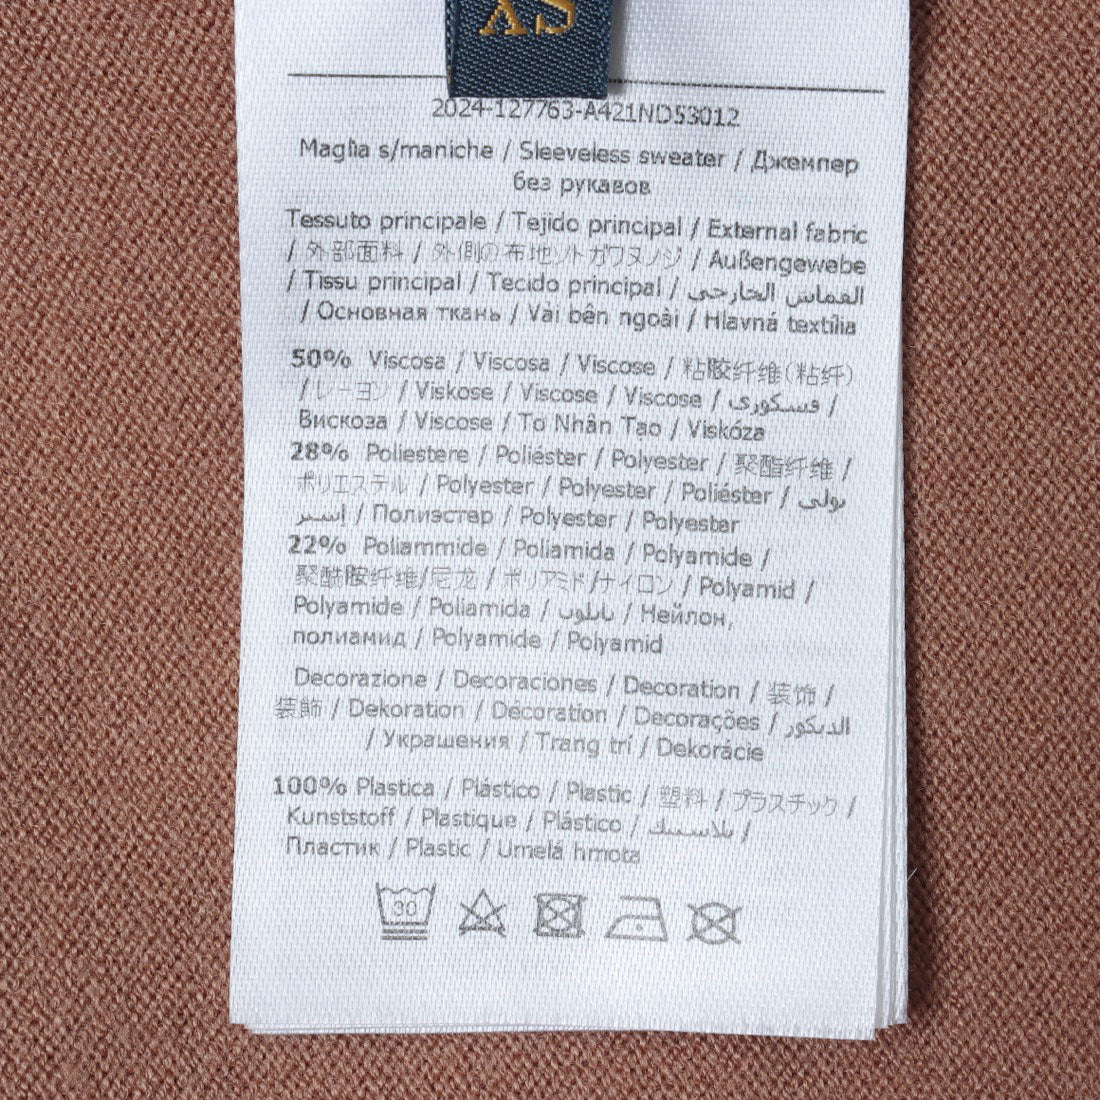 XS
2024-127763-A421ND53012
Maglia s/maniche / Sleeveless sweater / Джемпер
без рукавов
Tessuto principale / Tejido principal / External fabric
/ 外部面料 / 外側の布地ソトガワヌノジ / Außengewebe
/ Tissu principal / Tecido principal / القماش الخارجي
/ Основная ткань / Vải bên ngoài / Hlavná textília
50% Viscosa / Viscosa / Viscose / 粘胶纤维(粘纤)
/ レーヨン / Viskose / Viscose / Viscose / فسكوزي /
Вискоза / Viscose / Tơ Nhân Tạo / Viskóza
28% Poliestere / Poliéster / Polyester / 聚酯纤维 /
ポリエステル / Polyester / Polyester / Poliéster / بولي
إستر / Полиэстер / Polyester / Polyester
22% Poliammide / Poliamida / Polyamide /
聚酰胺纤维/尼龙 / ポリアミド/ナイロン / Polyamid /
Polyamide / Poliamida / نايلون / Нейлон,
полиамид / Polyamide / Polyamid
Decorazione / Decoraciones / Decoration / 装饰 /
装飾 / Dekoration / Décoration / Decorações / الديكور
/ Украшения / Trang trí / Dekorácie
100% Plastica / Plástico / Plastic / 塑料 / プラスチック /
Kunststoff / Plastique / Plástico / بلاستيك /
Пластик / Plastic / Umelá hmota
30